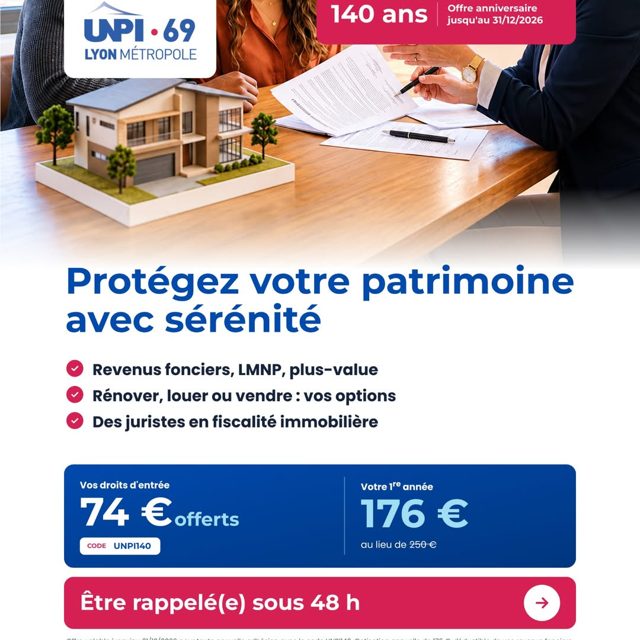 UNPI • 69
LYON MÉTROPOLE
140 ans
Offre anniversaire
jusqu'au 31/12/2026
Protégez votre patrimoine
avec sérénité
Revenus fonciers, LMNP, plus-value
Rénover, louer ou vendre : vos options
Des juristes en fiscalité immobilière
Vos droits d'entrée
74 € offerts
CODE UNPI140
Votre 1re année
176 €
au lieu de 250 €
Être rappelé(e) sous 48 h